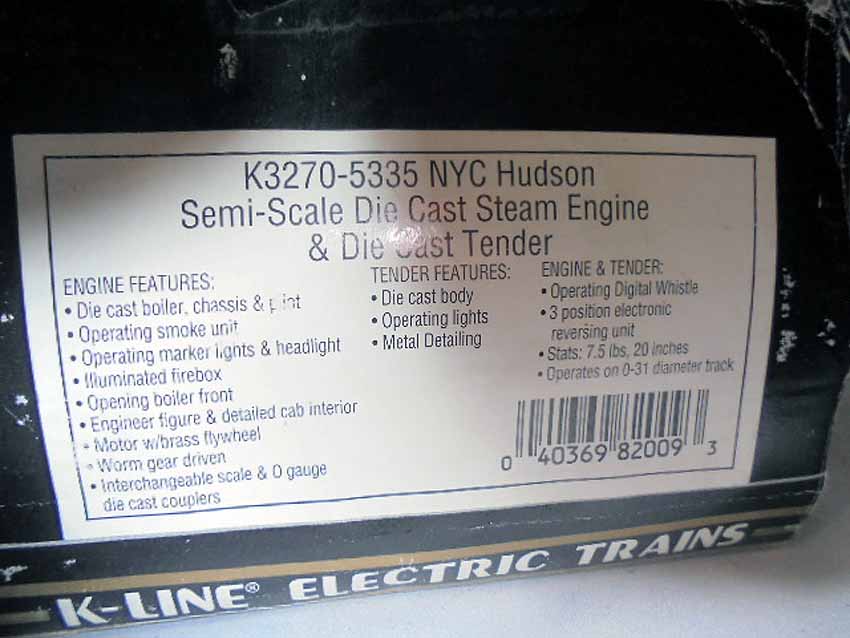 K3270-5335 NYC Hudson
Semi-Scale Die Cast Steam Engine
& Die Cast Tender
ENGINE FEATURES:
• Die cast boiler, chassis &
• Operating smoke unit
• Operating marker lights & headlight
• Illuminated firebox
• Opening boiler front
• Engineer figure & detailed cab interior
• Motor w/brass flywheel
• Worm gear driven
• Interchangeable scale & O gauge
die cast couplers
TENDER FEATURES:
• Die cast body
• Operating lights
• Metal Detailing
ENGINE & TENDER:
• Operating Digital Whistle
• 3 position electronic
reversing unit
• Stats: 7.5 lbs, 20 inches
• Operates on 0-31 diameter track
0 40369 82009 3
K-LINE® ELECTRIC TRAINS